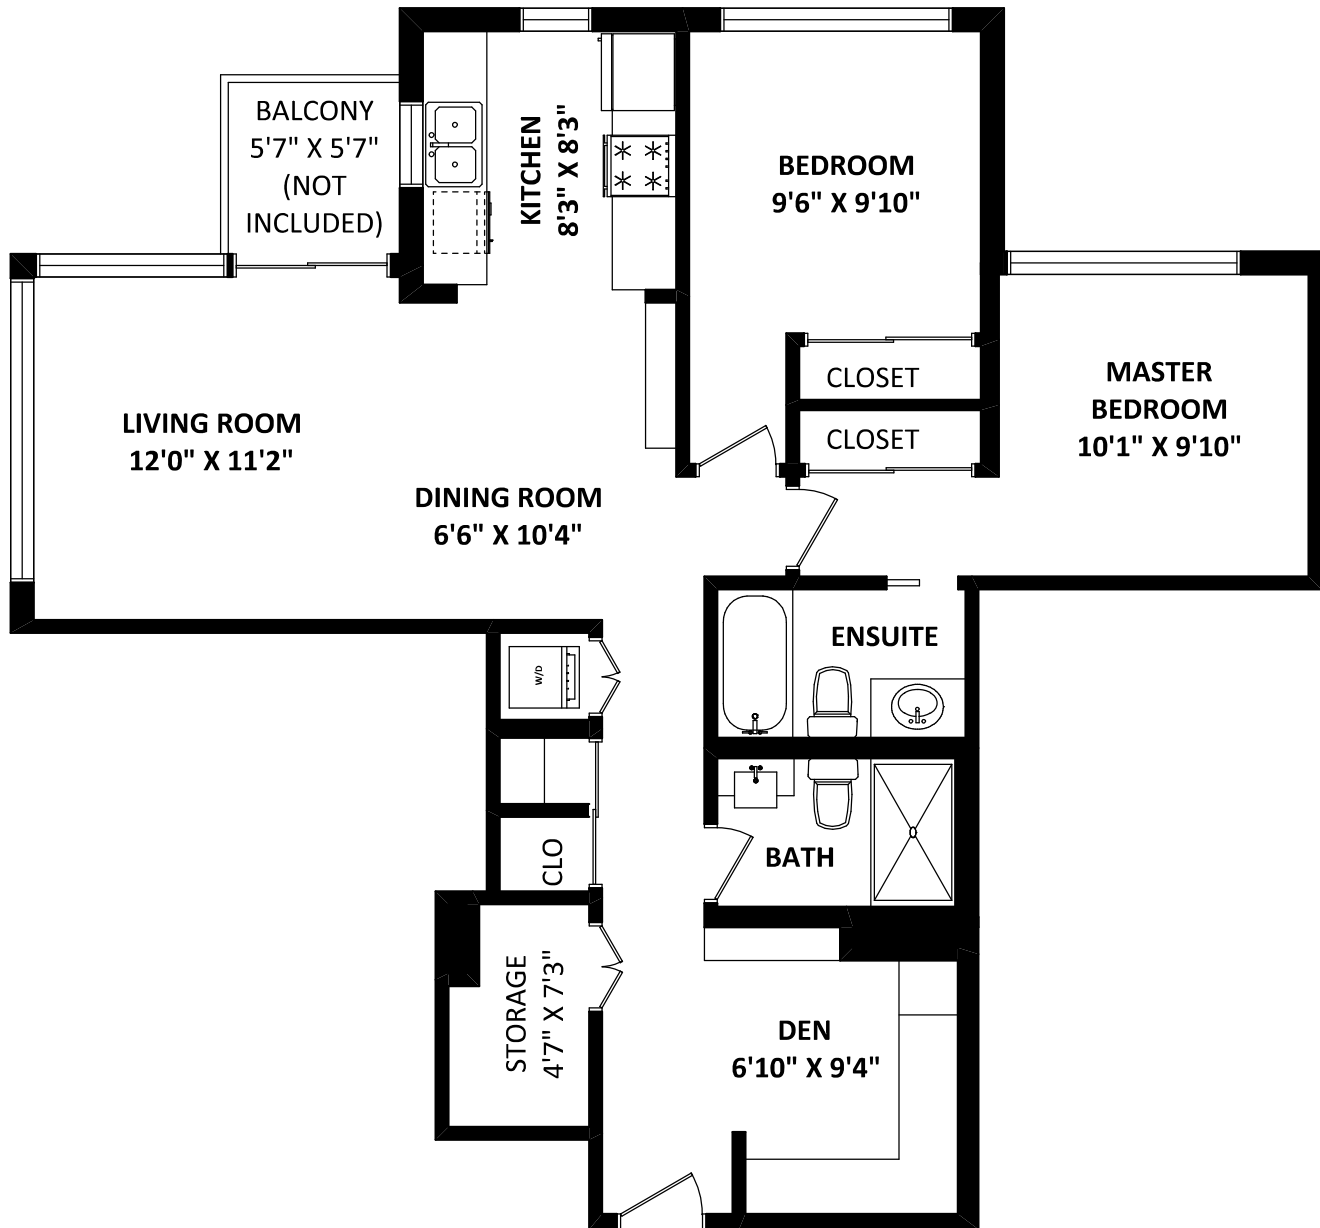 BALCONY
5'7" X 5'7"
(NOT
INCLUDED)
KITCHEN
8'3" X 8'3"
BEDROOM
9'6" X 9'10"
CLOSET
CLOSET
MASTER
BEDROOM
10'1" X 9'10"
LIVING ROOM
12'0" X 11'2"
DINING ROOM
6'6" X 10'4"
ENSUITE
W/D
BATH
CLO
STORAGE
4'7" X 7'3"
DEN
6'10" X 9'4"